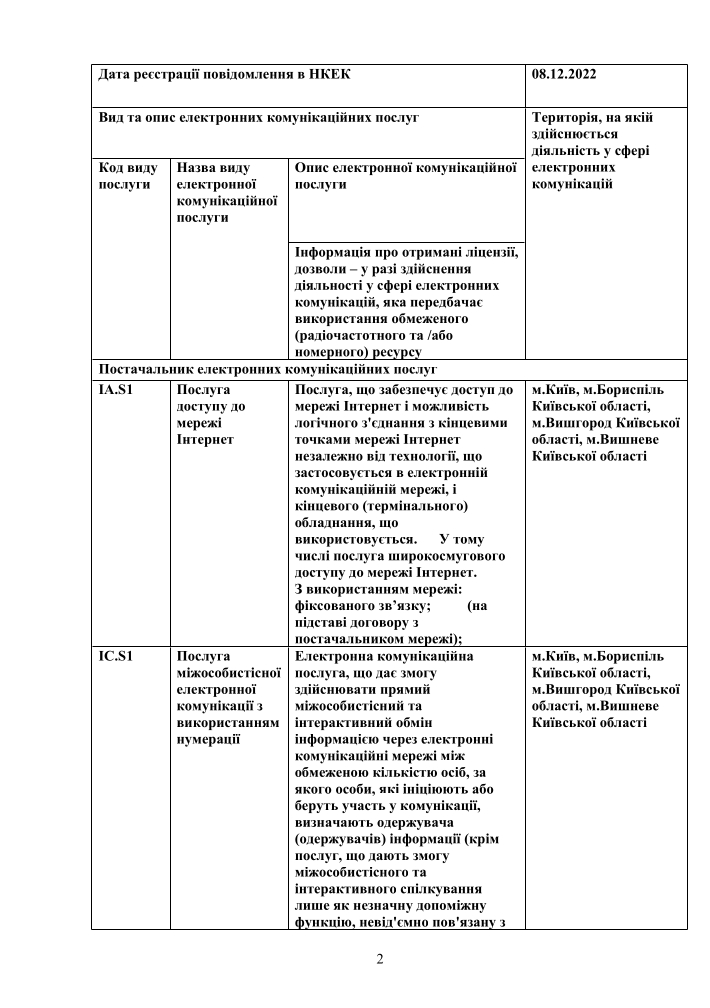 Дата реєстрації повідомлення в НКЕК
08.12.2022
Вид та опис електронних комунікаційних послуг
Територія, на якій
здійснюється
діяльність у сфері
електронних
комунікацій
Код виду
послуги
Назва виду
електронної
комунікаційної
послуги
Опис електронної комунікаційної
послуги
Інформація про отримані ліцензії,
дозволи – у разі здійснення
діяльності у сфері електронних
комунікацій, яка передбачає
використання обмеженого
(радіочастотного та /або
номерного) ресурсу
Постачальник електронних комунікаційних послуг
IA.S1
Послуга
доступу до
мережі
Інтернет
Послуга, що забезпечує доступ до
мережі Інтернет і можливість
логічного з'єднання з кінцевими
точками мережі Інтернет
незалежно від технології, що
застосовується в електронній
комунікаційній мережі, і
кінцевого (термінального)
обладнання, що
використовується. У тому
числі послуга широкосмугового
доступу до мережі Інтернет.
З використанням мережі:
фіксованого зв’язку; (на
підставі договору з
постачальником мережі);
м.Київ, м.Бориспіль
Київської області,
м.Вишгород Київської
області, м.Вишневе
Київської області
IC.S1
Послуга
міжособистісної
електронної
комунікації з
використанням
нумерації
Електронна комунікаційна
послуга, що дає змогу
здійснювати прямий
міжособистісний та
інтерактивний обмін
інформацією через електронні
комунікаційні мережі між
обмеженою кількістю осіб, за
якого особи, які ініціюють або
беруть участь у комунікації,
визначають одержувача
(одержувачів) інформації (крім
послуг, що дають змогу
міжособистісного та
інтерактивного спілкування
лише як незначну допоміжну
функцію, невід'ємно пов'язану з
м.Київ, м.Бориспіль
Київської області,
м.Вишгород Київської
області, м.Вишневе
Київської області
2